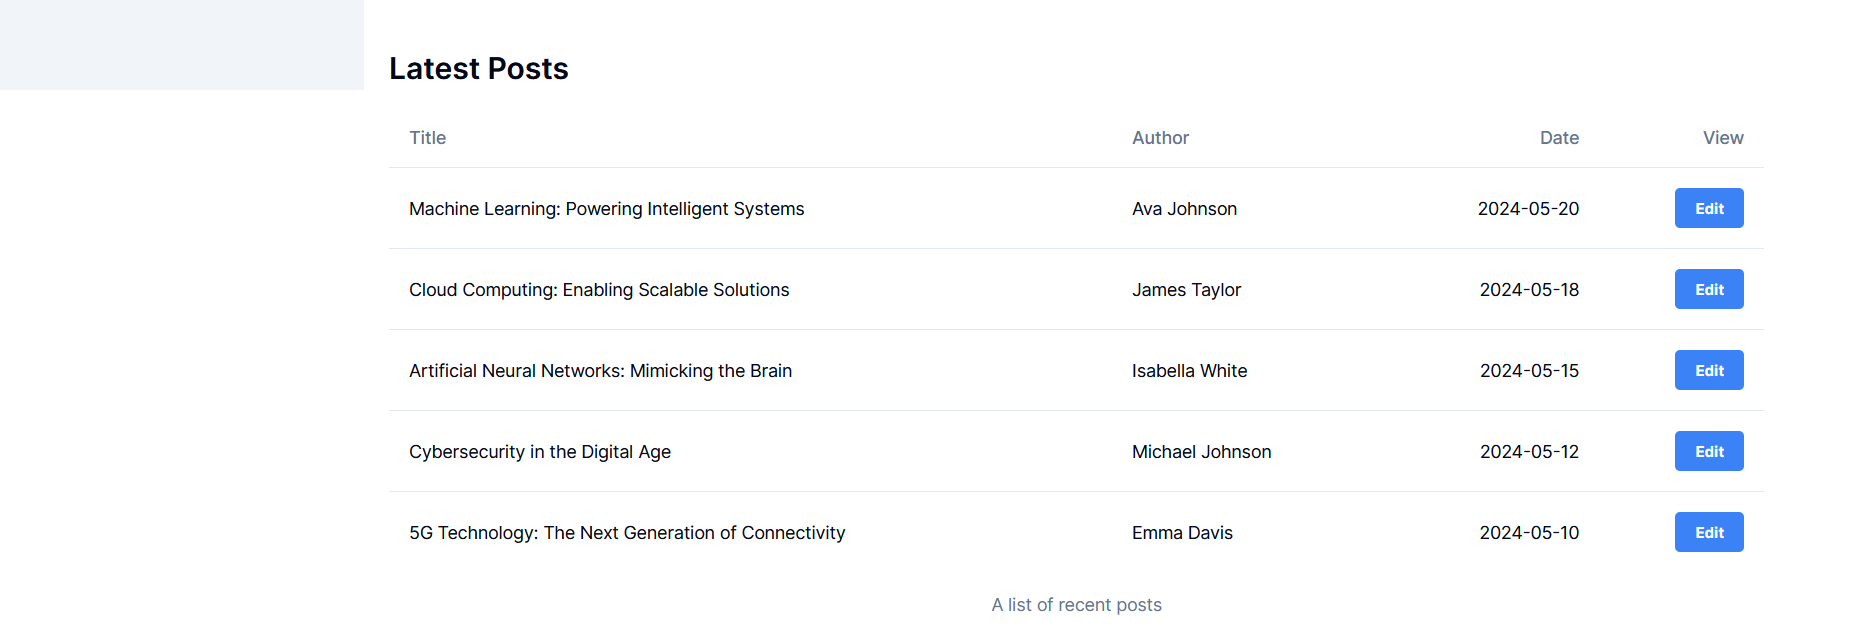 Latest Posts
Title Author Date View
Machine Learning: Powering Intelligent Systems Ava Johnson 2024-05-20 Edit
Cloud Computing: Enabling Scalable Solutions James Taylor 2024-05-18 Edit
Artificial Neural Networks: Mimicking the Brain Isabella White 2024-05-15 Edit
Cybersecurity in the Digital Age Michael Johnson 2024-05-12 Edit
5G Technology: The Next Generation of Connectivity Emma Davis 2024-05-10 Edit
A list of recent posts